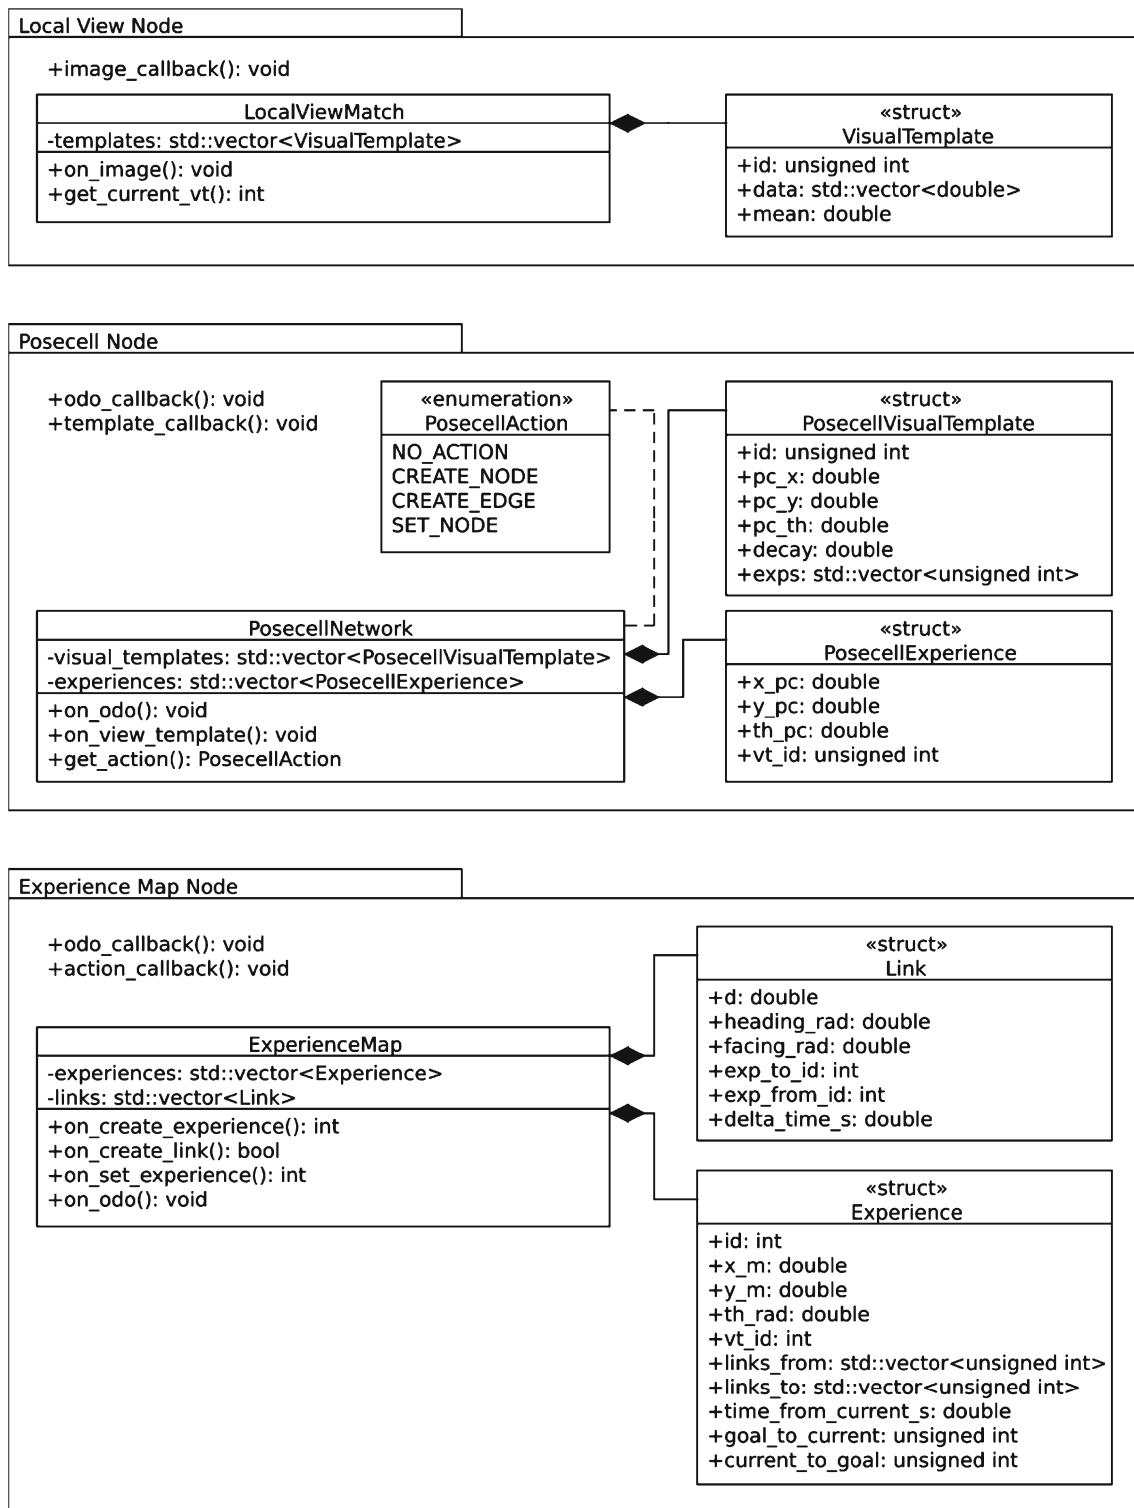 Local View Node
+image_callback(): void
LocalViewMatch
-templates: std::vector<VisualTemplate>
+on_image(): void
+get_current_vt(): int
«struct»
VisualTemplate
+id: unsigned int
+data: std::vector<double>
+mean: double
Posecell Node
+odo_callback(): void
+template_callback(): void
«enumeration»
PosecellAction
NO_ACTION
CREATE_NODE
CREATE_EDGE
SET_NODE
«struct»
PosecellVisualTemplate
+id: unsigned int
+pc_x: double
+pc_y: double
+pc_th: double
+decay: double
+exps: std::vector<unsigned int>
PosecellNetwork
-visual_templates: std::vector<PosecellVisualTemplate>
-experiences: std::vector<PosecellExperience>
+on_odo(): void
+on_view_template(): void
+get_action(): PosecellAction
«struct»
PosecellExperience
+x_pc: double
+y_pc: double
+th_pc: double
+vt_id: unsigned int
Experience Map Node
+odo_callback(): void
+action_callback(): void
«struct»
Link
+d: double
+heading_rad: double
+facing_rad: double
+exp_to_id: int
+exp_from_id: int
+delta_time_s: double
ExperienceMap
-experiences: std::vector<Experience>
-links: std::vector<Link>
+on_create_experience(): int
+on_create_link(): bool
+on_set_experience(): int
+on_odo(): void
«struct»
Experience
+id: int
+x_m: double
+y_m: double
+th_rad: double
+vt_id: int
+links_from: std::vector<unsigned int>
+links_to: std::vector<unsigned int>
+time_from_current_s: double
+goal_to_current: unsigned int
+current_to_goal: unsigned int